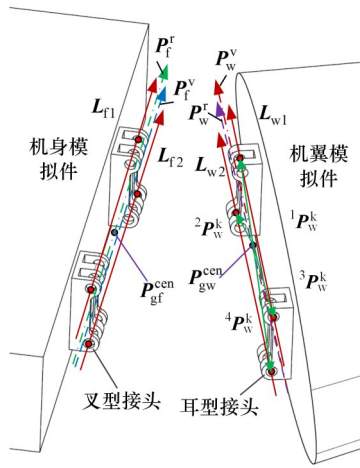 P_f^r
P_f^v
L_f1
L_f2
机身模
拟件
P_gf^cen
叉型接头
P_w^v
P_w^r
L_w1
L_w2
机翼模
拟件
^1P_w^k
^2P_w^k
^3P_w^k
P_gw^cen
^4P_w^k
耳型接头